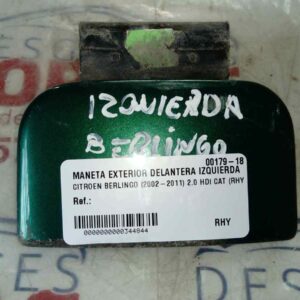 IZQUIERDA
BERLINGO
00179-18
MANETA EXTERIOR DELANTERA IZQUIERDA
CITROEN BERLINGO (2002-2011) 2.0 HDI CAT (RHY
Ref.:
0000000000344844
RHY